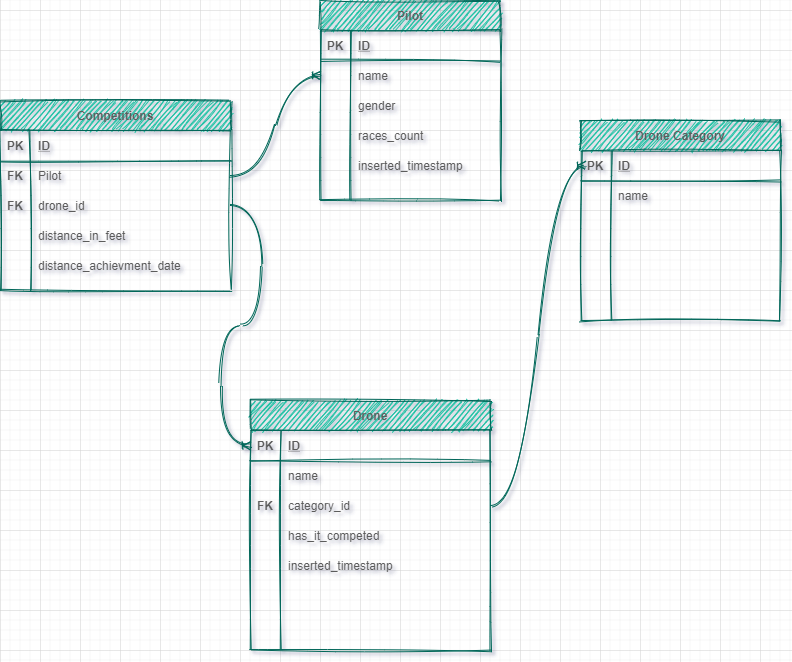 Pilot
PK ID
name
gender
races_count
inserted_timestamp
Competitions
PK ID
FK Pilot
FK drone_id
distance_in_feet
distance_achievment_date
Drone Category
PK ID
name
Drone
PK ID
name
FK category_id
has_it_competed
inserted_timestamp